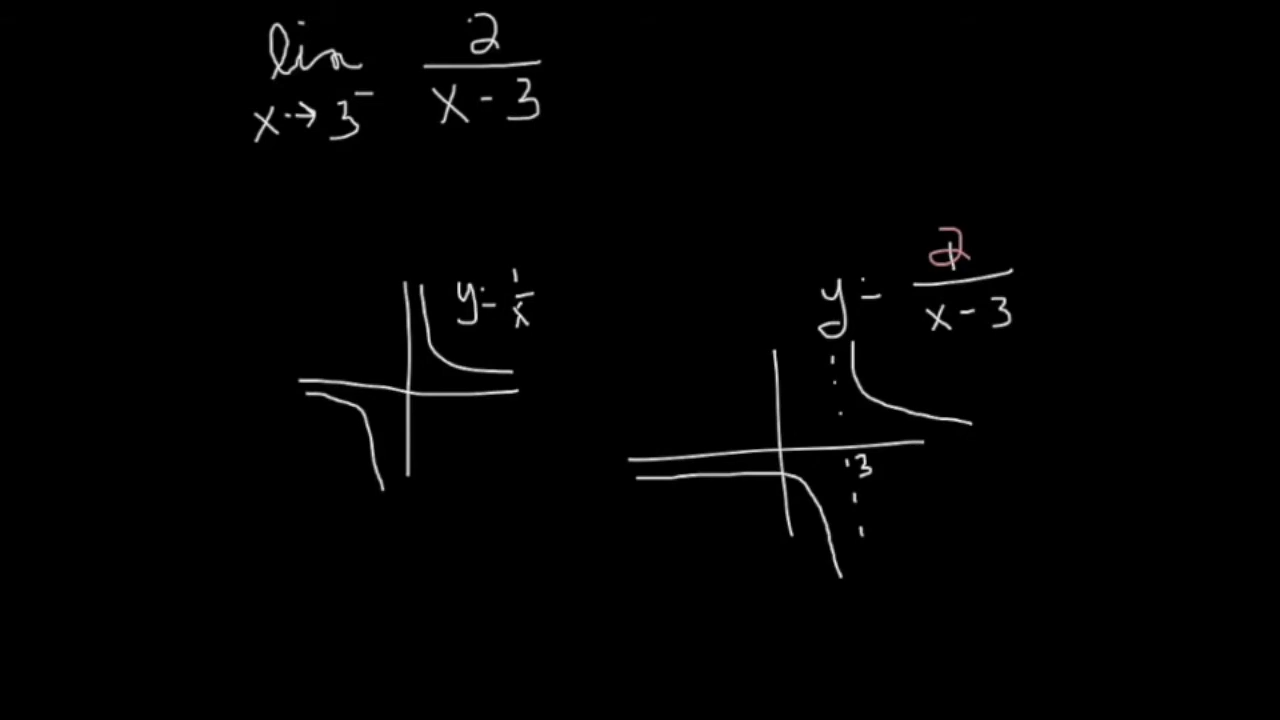 lim 2/(x-3)
x→3⁻
y = 1/x
y = 2/(x-3)
3